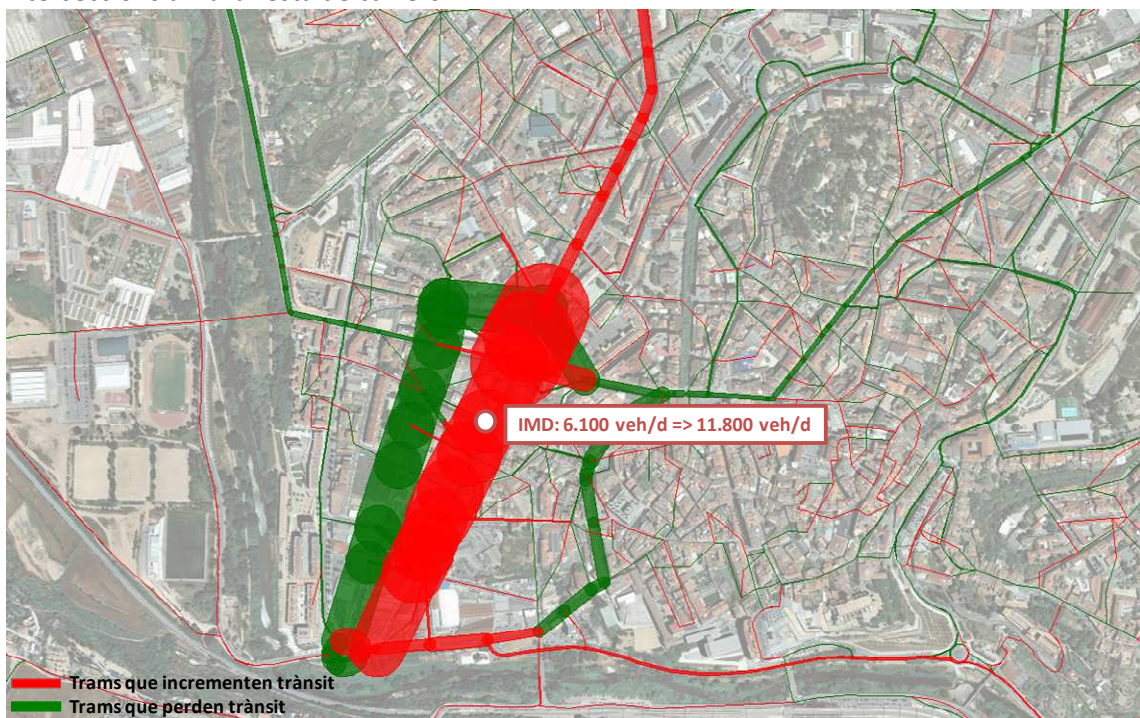 IMD: 6.100 veh/d => 11.800 veh/d
Trams que incrementen trànsit
Trams que perden trànsit